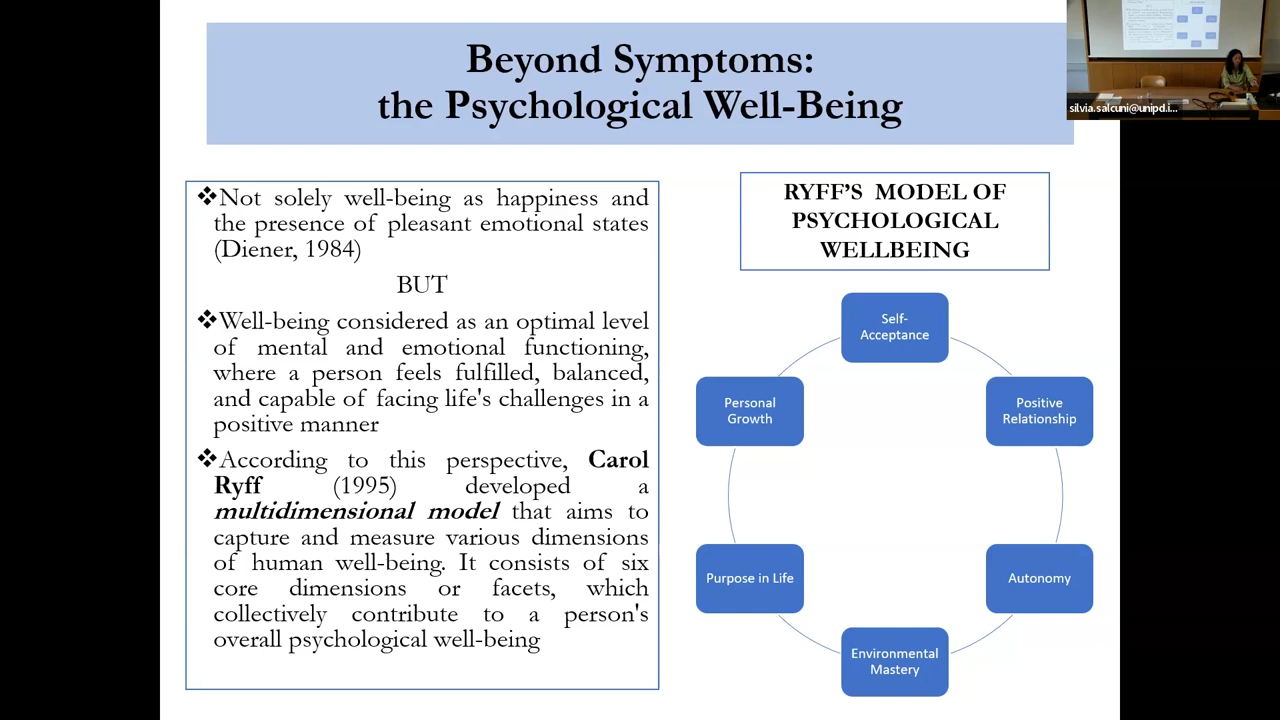 Beyond Symptoms:
the Psychological Well-Being
silvia.salcuni@unipd.i...
❖Not solely well-being as happiness and
the presence of pleasant emotional states
(Diener, 1984)
BUT
❖Well-being considered as an optimal level
of mental and emotional functioning,
where a person feels fulfilled, balanced,
and capable of facing life's challenges in a
positive manner
❖According to this perspective, Carol
Ryff (1995) developed a
multidimensional model that aims to
capture and measure various dimensions
of human well-being. It consists of six
core dimensions or facets, which
collectively contribute to a person's
overall psychological well-being
RYFF’S MODEL OF
PSYCHOLOGICAL
WELLBEING
Self-
Acceptance
Positive
Relationship
Autonomy
Environmental
Mastery
Purpose in Life
Personal
Growth